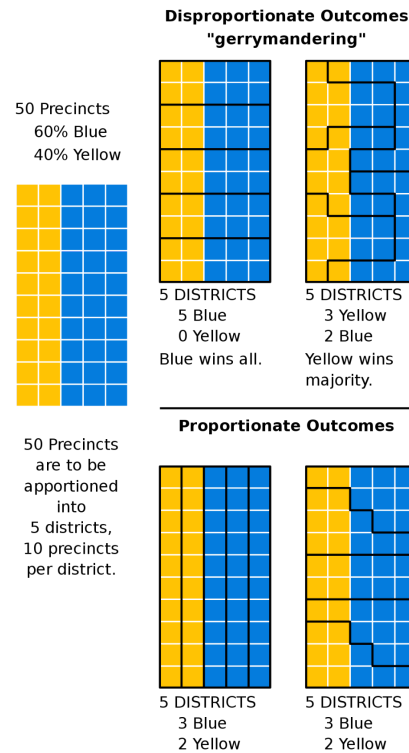 Disproportionate Outcomes
"gerrymandering"
50 Precincts
60% Blue
40% Yellow
5 DISTRICTS
5 Blue
0 Yellow
Blue wins all.
5 DISTRICTS
3 Yellow
2 Blue
Yellow wins
majority.
50 Precincts
are to be
apportioned
into
5 districts,
10 precincts
per district.
Proportionate Outcomes
5 DISTRICTS
3 Blue
2 Yellow
5 DISTRICTS
3 Blue
2 Yellow